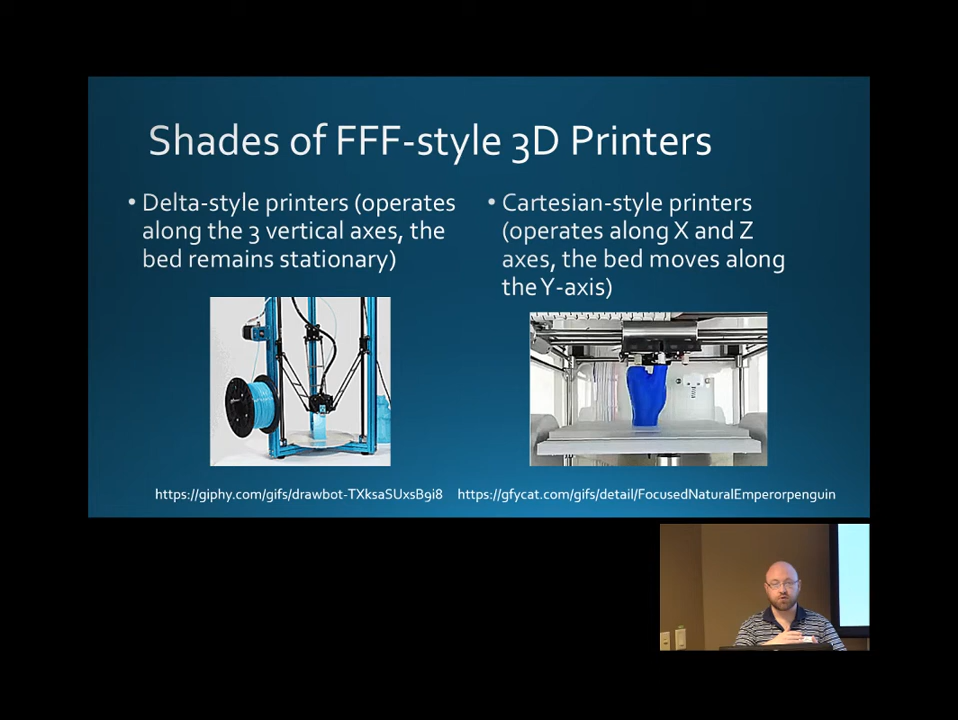 Shades of FFF-style 3D Printers
• Delta-style printers (operates
along the 3 vertical axes, the
bed remains stationary)
• Cartesian-style printers
(operates along X and Z
axes, the bed moves along
the Y-axis)
https://giphy.com/gifs/drawbot-TXksaSUxsB9i8
https://gfycat.com/gifs/detail/FocusedNaturalEmperorpenguin